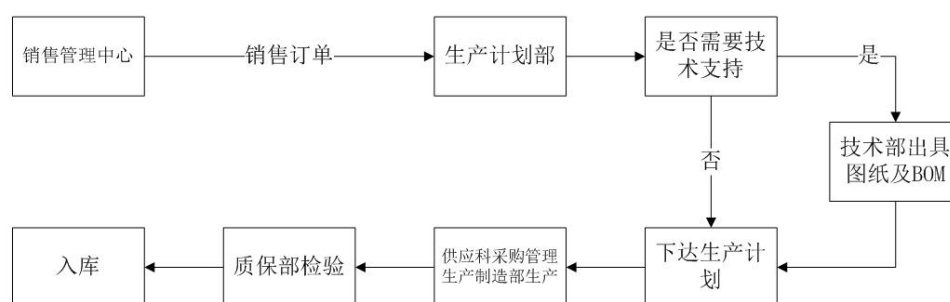 销售管理中心
销售订单
生产计划部
是否需要技
术支持
是
技术部出具
图纸及BOM
否
入库
质保部检验
供应科采购管理
生产制造部生产
下达生产计
划